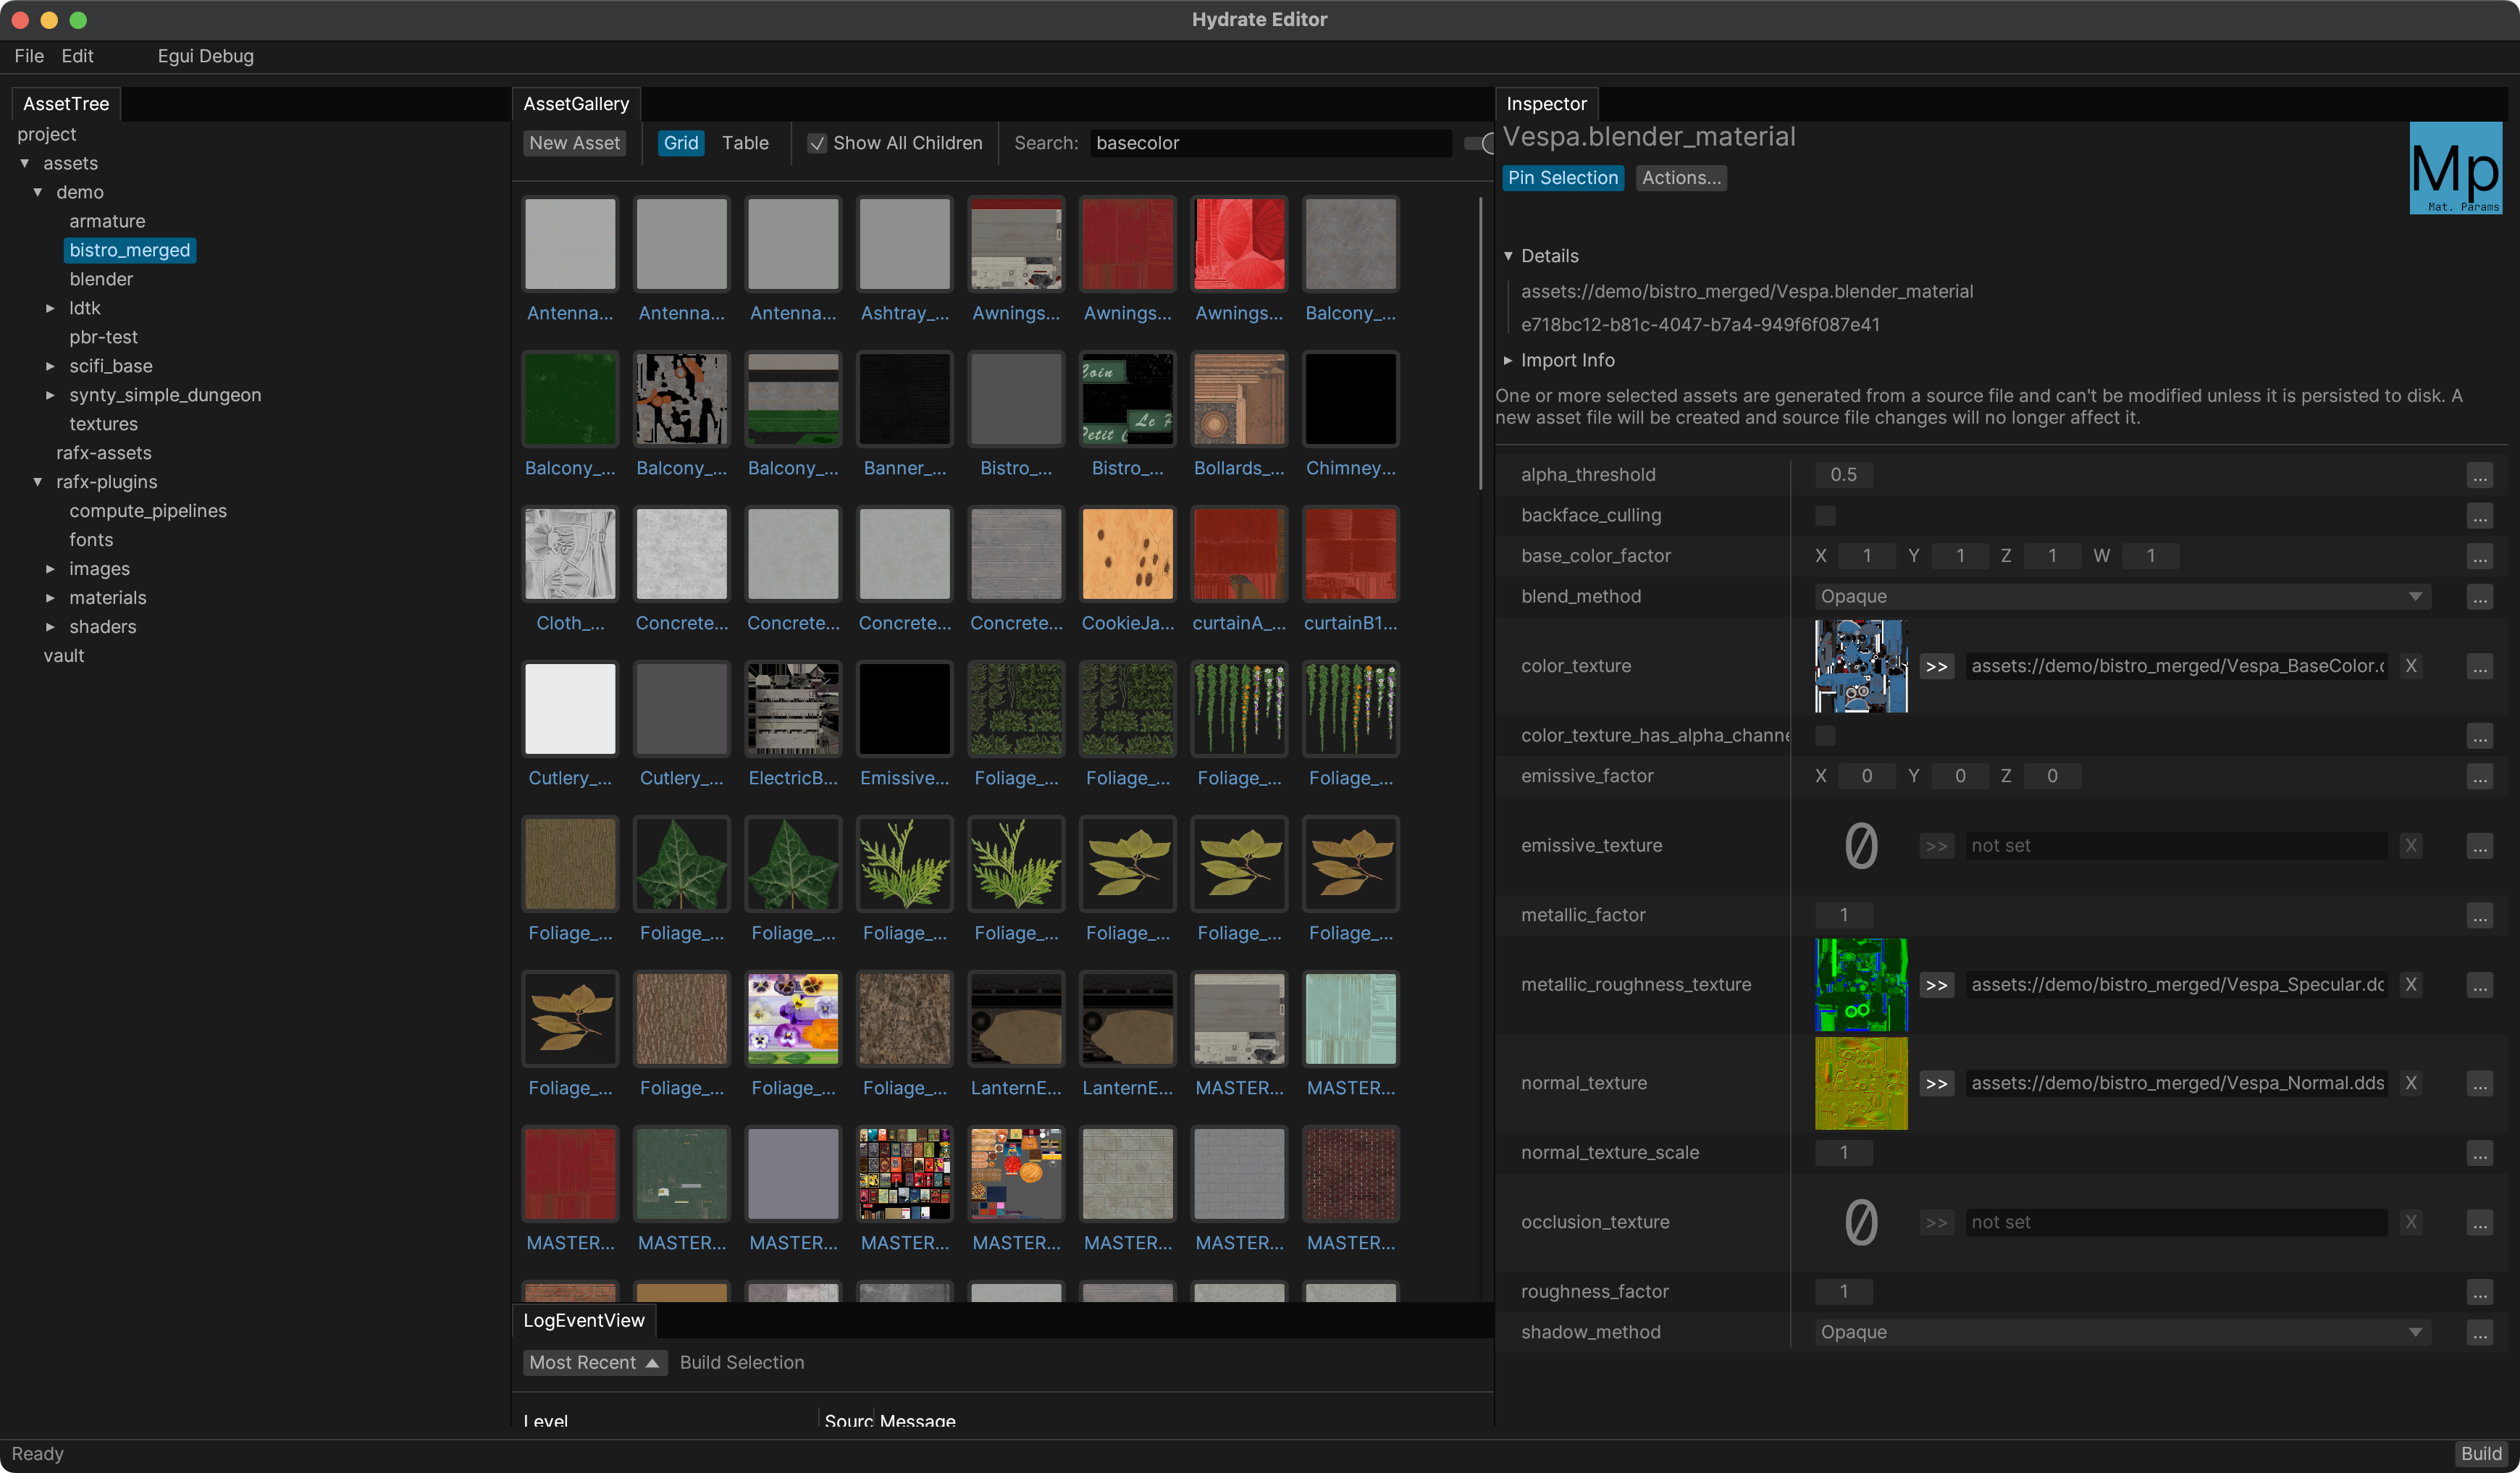 Hydrate Editor
File Edit Egui Debug
AssetTree
project
assets
demo
armature
bistro_merged
blender
ldtk
pbr-test
scifi_base
synty_simple_dungeon
textures
rafx-assets
rafx-plugins
compute_pipelines
fonts
images
materials
shaders
vault
AssetGallery
New Asset Grid Table Show All Children Search: basecolor
Antenna... Antenna... Antenna... Ashtray_... Awnings... Awnings... Awnings... Balcony_...
Coin
Le P
Petit
Balcony_... Balcony_... Balcony_... Banner_... Bistro_... Bistro_... Bollards_... Chimney...
Cloth_... Concrete... Concrete... Concrete... Concrete... CookieJa... curtainA_... curtainB1...
Cutlery_... Cutlery_... ElectricB... Emissive... Foliage_... Foliage_... Foliage_... Foliage_...
Foliage_... Foliage_... Foliage_... Foliage_... Foliage_... Foliage_... Foliage_... Foliage_...
Foliage_... Foliage_... Foliage_... Foliage_... LanternE... LanternE... MASTER... MASTER...
MASTER... MASTER... MASTER... MASTER... MASTER... MASTER... MASTER... MASTER...
LogEventView
Most Recent Build Selection
Level Sourc Message
Inspector
Vespa.blender_material
Pin Selection Actions...
Mp
Mat. Params
Details
assets://demo/bistro_merged/Vespa.blender_material
e718bc12-b81c-4047-b7a4-949f6f087e41
Import Info
One or more selected assets are generated from a source file and can't be modified unless it is persisted to disk. A
new asset file will be created and source file changes will no longer affect it.
alpha_threshold 0.5 ...
backface_culling ...
base_color_factor X 1 Y 1 Z 1 W 1 ...
blend_method Opaque ...
color_texture >> assets://demo/bistro_merged/Vespa_BaseColor.d X ...
color_texture_has_alpha_channe ...
emissive_factor X 0 Y 0 Z 0 ...
emissive_texture 0 >> not set X ...
metallic_factor 1 ...
metallic_roughness_texture >> assets://demo/bistro_merged/Vespa_Specular.dd X ...
normal_texture >> assets://demo/bistro_merged/Vespa_Normal.dds X ...
normal_texture_scale 1 ...
occlusion_texture 0 >> not set X ...
roughness_factor 1 ...
shadow_method Opaque ...
Ready Build